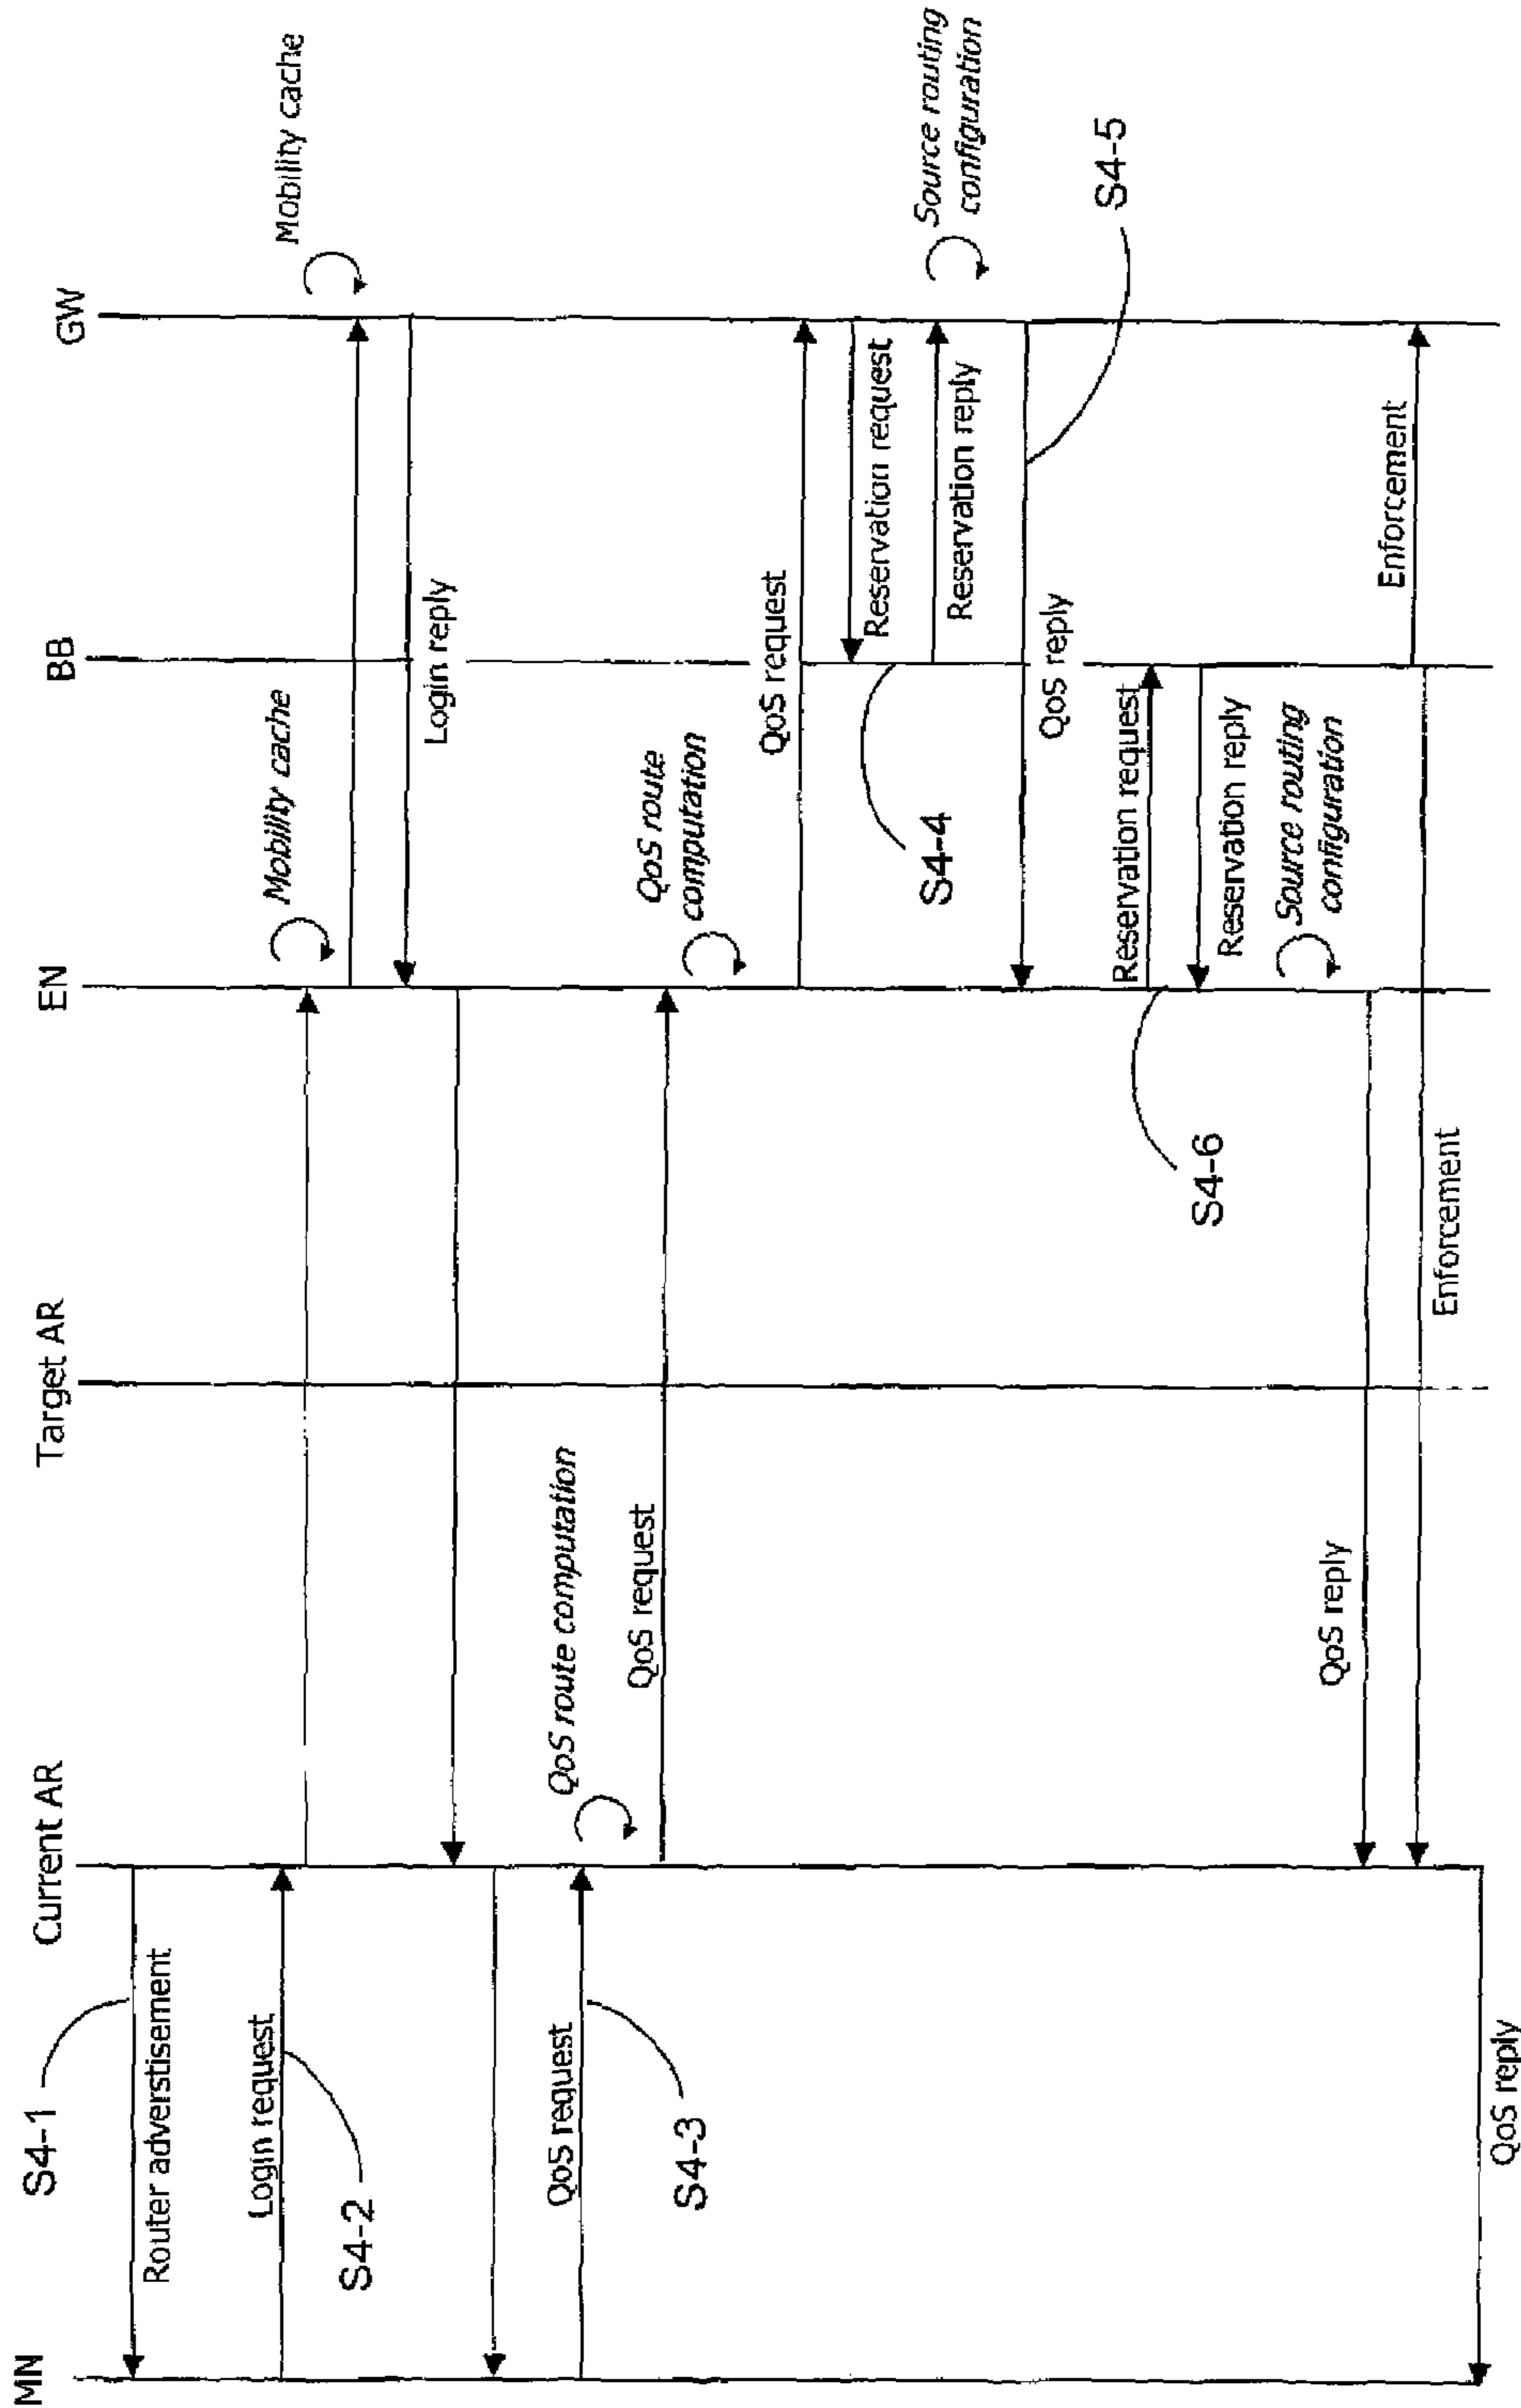 MN
Current AR
Target AR
EN
BB
GW
S4-1
Router adverstisement
Login request
S4-2
Mobility cache
Mobility cache
Login reply
QoS request
S4-3
QoS route computation
QoS request
QoS route
computation
QoS request
Reservation request
S4-4
Reservation reply
Source routing
configuration
QoS reply
S4-5
Reservation request
S4-6
Reservation reply
Source routing
configuration
QoS reply
Enforcement
Enforcement
QoS reply